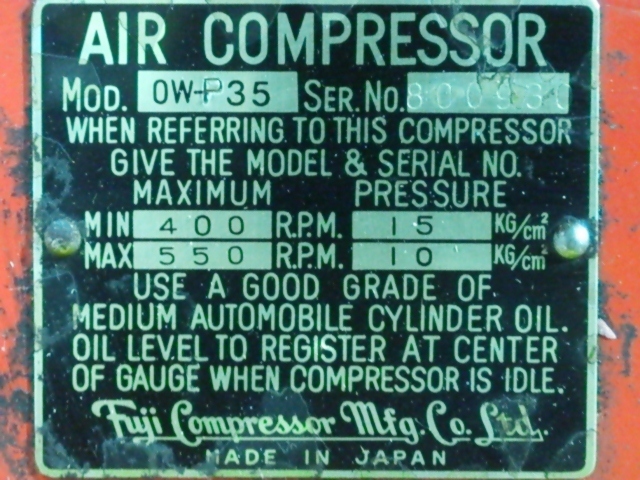 AIR COMPRESSOR
MOD. OW-P35 SER. NO. 800930
WHEN REFERRING TO THIS COMPRESSOR
GIVE THE MODEL & SERIAL NO.
MAXIMUM PRESSURE
MIN 400 R.P.M. 15 KG/cm²
MAX 550 R.P.M. 10 KG/cm²
USE A GOOD GRADE OF
MEDIUM AUTOMOBILE CYLINDER OIL.
OIL LEVEL TO REGISTER AT CENTER
OF GAUGE WHEN COMPRESSOR IS IDLE.
Fuji Compressor Mfg. Co. Ltd.
MADE IN JAPAN